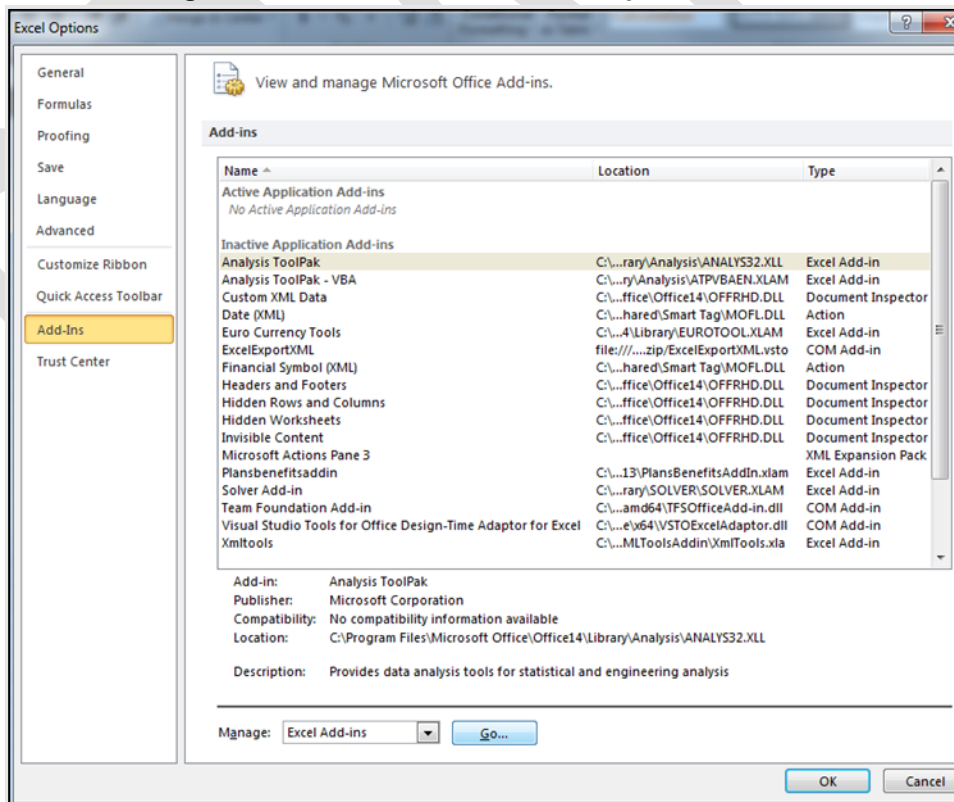 Excel Options
General
Formulas
Proofing
Save
Language
Advanced
Customize Ribbon
Quick Access Toolbar
Add-Ins
Trust Center
View and manage Microsoft Office Add-ins.
Add-ins
Name Location Type
Active Application Add-ins
No Active Application Add-ins
Inactive Application Add-ins
Analysis ToolPak C:\...rary\Analysis\ANALYS32.XLL Excel Add-in
Analysis ToolPak - VBA C:\...ry\Analysis\ATPVBAEN.XLAM Excel Add-in
Custom XML Data C:\...ffice\Office14\OFFRHD.DLL Document Inspector
Date (XML) C:\...hared\Smart Tag\MOFL.DLL Action
Euro Currency Tools C:\...4\Library\EUROTOOL.XLAM Excel Add-in
ExcelExportXML file:///....zip/ExcelExportXML.vsto COM Add-in
Financial Symbol (XML) C:\...hared\Smart Tag\MOFL.DLL Action
Headers and Footers C:\...ffice\Office14\OFFRHD.DLL Document Inspector
Hidden Rows and Columns C:\...ffice\Office14\OFFRHD.DLL Document Inspector
Hidden Worksheets C:\...ffice\Office14\OFFRHD.DLL Document Inspector
Invisible Content C:\...ffice\Office14\OFFRHD.DLL Document Inspector
Microsoft Actions Pane 3 XML Expansion Pack
Plansbenefitsaddin C:\...13\PlansBenefitsAddIn.xlam Excel Add-in
Solver Add-in C:\...rary\SOLVER\SOLVER.XLAM Excel Add-in
Team Foundation Add-in C:\...amd64\TFSOfficeAdd-in.dll COM Add-in
Visual Studio Tools for Office Design-Time Adaptor for Excel C:\...e\x64\VSTOExcelAdaptor.dll COM Add-in
Xmltools C:\...MLToolsAddin\XmlTools.xla Excel Add-in
Add-in: Analysis ToolPak
Publisher: Microsoft Corporation
Compatibility: No compatibility information available
Location: C:\Program Files\Microsoft Office\Office14\Library\Analysis\ANALYS32.XLL
Description: Provides data analysis tools for statistical and engineering analysis
Manage: Excel Add-ins Go...
OK Cancel